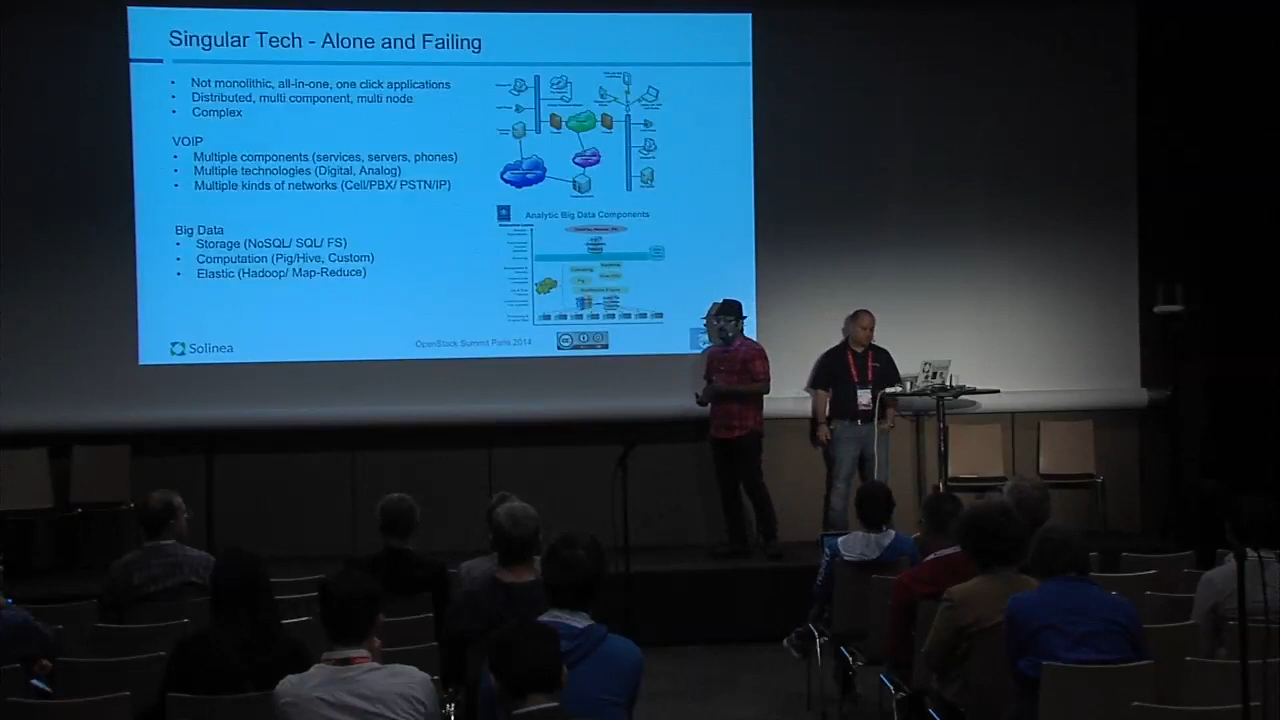 Singular Tech - Alone and Failing
• Not monolithic, all-in-one, one click applications
• Distributed, multi component, multi node
• Complex
VOIP
• Multiple components (services, servers, phones)
• Multiple technologies (Digital, Analog)
• Multiple kinds of networks (Cell/PBX/ PSTN/IP)
Big Data
• Storage (NoSQL/ SQL/ FS)
• Computation (Pig/Hive, Custom)
• Elastic (Hadoop/ Map-Reduce)
Analytic Big Data Components
Pig
Solinea
OpenStack Summit Paris 2014
cc